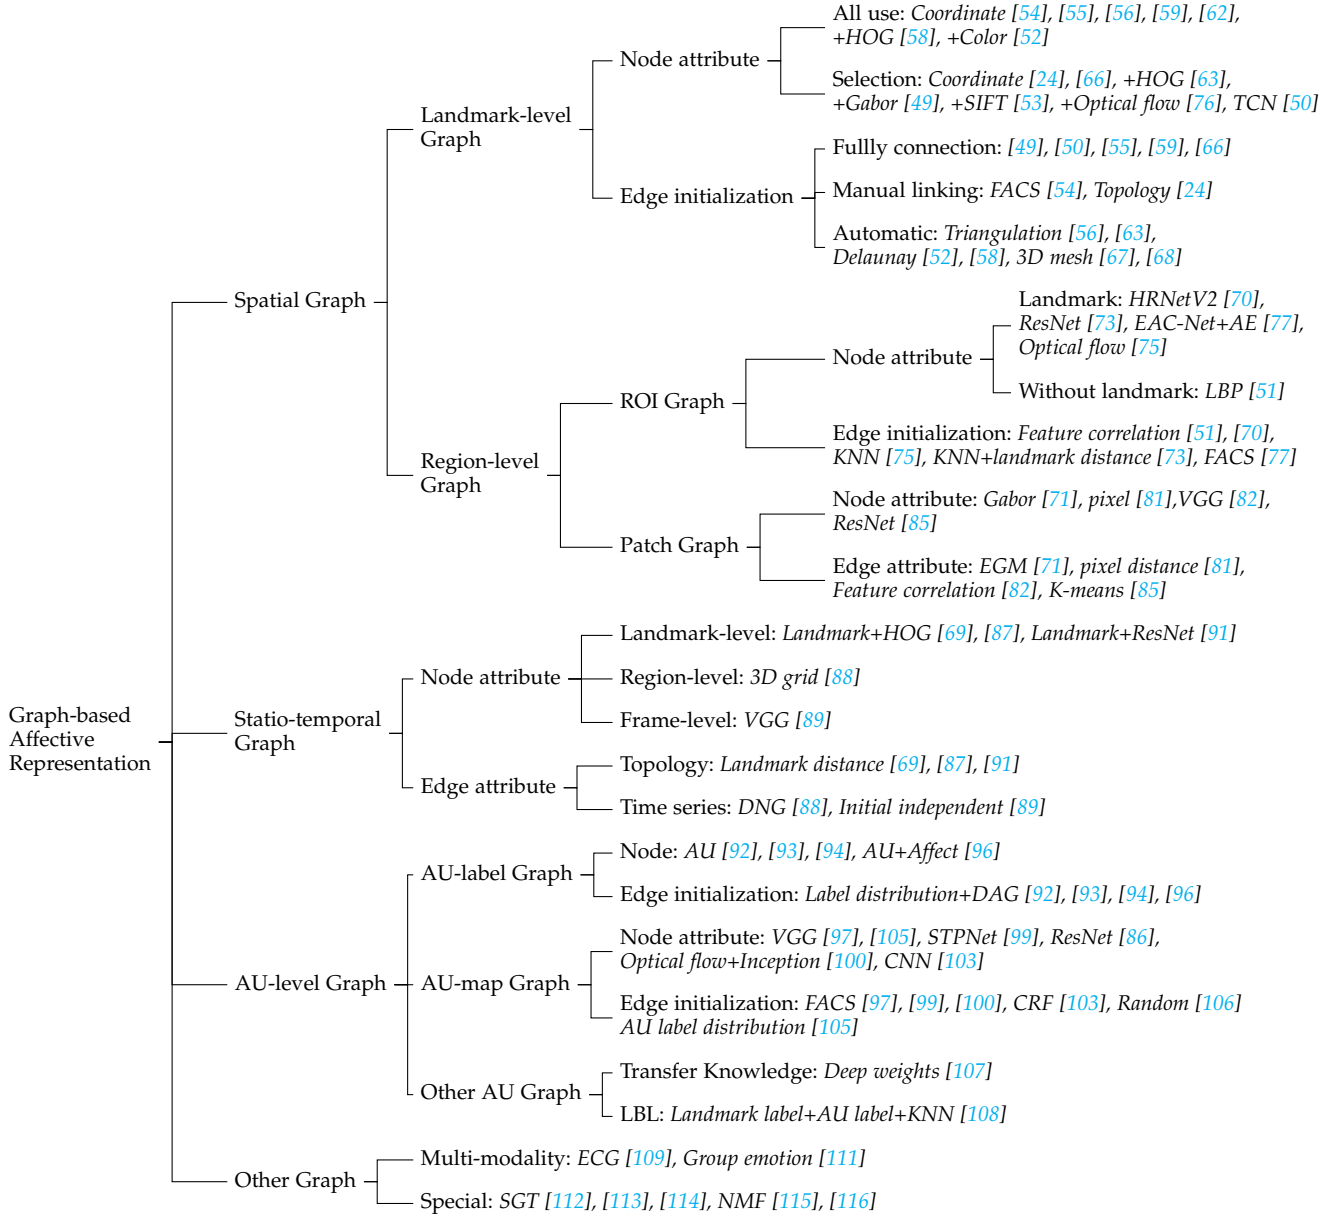 All use: Coordinate [54], [55], [56], [59], [62],
+HOG [58], +Color [52]
Node attribute
Selection: Coordinate [24], [66], +HOG [63],
+Gabor [49], +SIFT [53], +Optical flow [76], TCN [50]
Landmark-level
Graph
Fullly connection: [49], [50], [55], [59], [66]
Edge initialization
Manual linking: FACS [54], Topology [24]
Automatic: Triangulation [56], [63],
Delaunay [52], [58], 3D mesh [67], [68]
Spatial Graph
Landmark: HRNetV2 [70],
ResNet [73], EAC-Net+AE [77],
Optical flow [75]
Node attribute
Without landmark: LBP [51]
ROI Graph
Edge initialization: Feature correlation [51], [70],
KNN [75], KNN+landmark distance [73], FACS [77]
Region-level
Graph
Node attribute: Gabor [71], pixel [81],VGG [82],
ResNet [85]
Patch Graph
Edge attribute: EGM [71], pixel distance [81],
Feature correlation [82], K-means [85]
Landmark-level: Landmark+HOG [69], [87], Landmark+ResNet [91]
Node attribute
Region-level: 3D grid [88]
Frame-level: VGG [89]
Graph-based
Affective
Representation
Statio-temporal
Graph
Topology: Landmark distance [69], [87], [91]
Edge attribute
Time series: DNG [88], Initial independent [89]
Node: AU [92], [93], [94], AU+Affect [96]
AU-label Graph
Edge initialization: Label distribution+DAG [92], [93], [94], [96]
Node attribute: VGG [97], [105], STPNet [99], ResNet [86],
Optical flow+Inception [100], CNN [103]
AU-level Graph
AU-map Graph
Edge initialization: FACS [97], [99], [100], CRF [103], Random [106]
AU label distribution [105]
Transfer Knowledge: Deep weights [107]
Other AU Graph
LBL: Landmark label+AU label+KNN [108]
Multi-modality: ECG [109], Group emotion [111]
Other Graph
Special: SGT [112], [113], [114], NMF [115], [116]